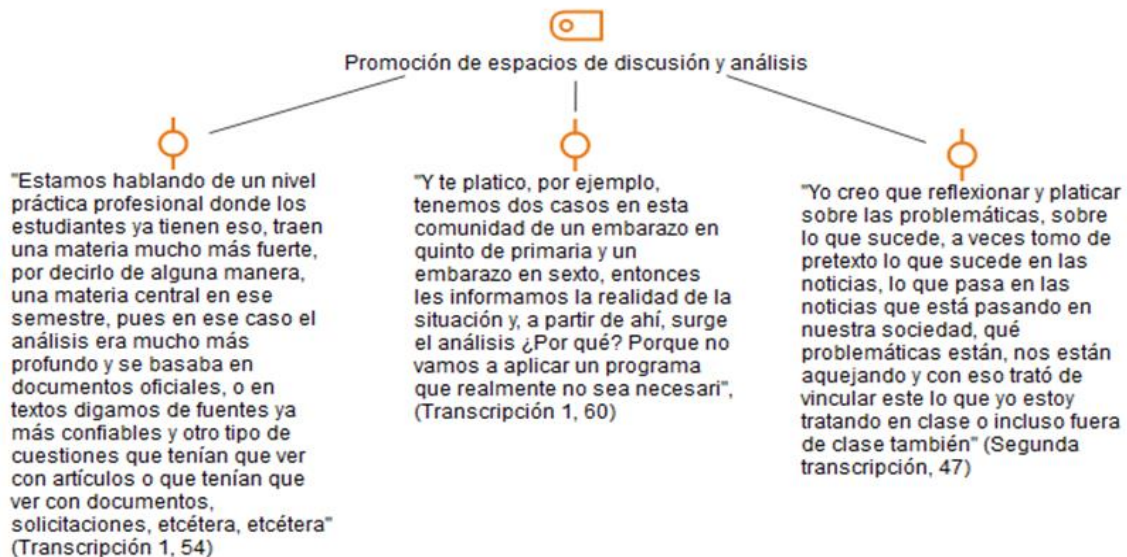 Promoción de espacios de discusión y análisis
"Estamos hablando de un nivel
práctica profesional donde los
estudiantes ya tienen eso, traen
una materia mucho más fuerte,
por decirlo de alguna manera,
una materia central en ese
semestre, pues en ese caso el
análisis era mucho más
profundo y se basaba en
documentos oficiales, o en
textos digamos de fuentes ya
más confiables y otro tipo de
cuestiones que tenían que ver
con artículos o que tenían que
ver con documentos,
solicitaciones, etcétera, etcétera"
(Transcripción 1, 54)
"Y te platico, por ejemplo,
tenemos dos casos en esta
comunidad de un embarazo en
quinto de primaria y un
embarazo en sexto, entonces
les informamos la realidad de la
situación y, a partir de ahí, surge
el análisis ¿Por qué? Porque no
vamos a aplicar un programa
que realmente no sea necesari",
(Transcripción 1, 60)
"Yo creo que reflexionar y platicar
sobre las problemáticas, sobre
lo que sucede, a veces tomo de
pretexto lo que sucede en las
noticias, lo que pasa en las
noticias que está pasando en
nuestra sociedad, qué
problemáticas están, nos están
aquejando y con eso trató de
vincular este lo que yo estoy
tratando en clase o incluso fuera
de clase también" (Segunda
transcripción, 47)